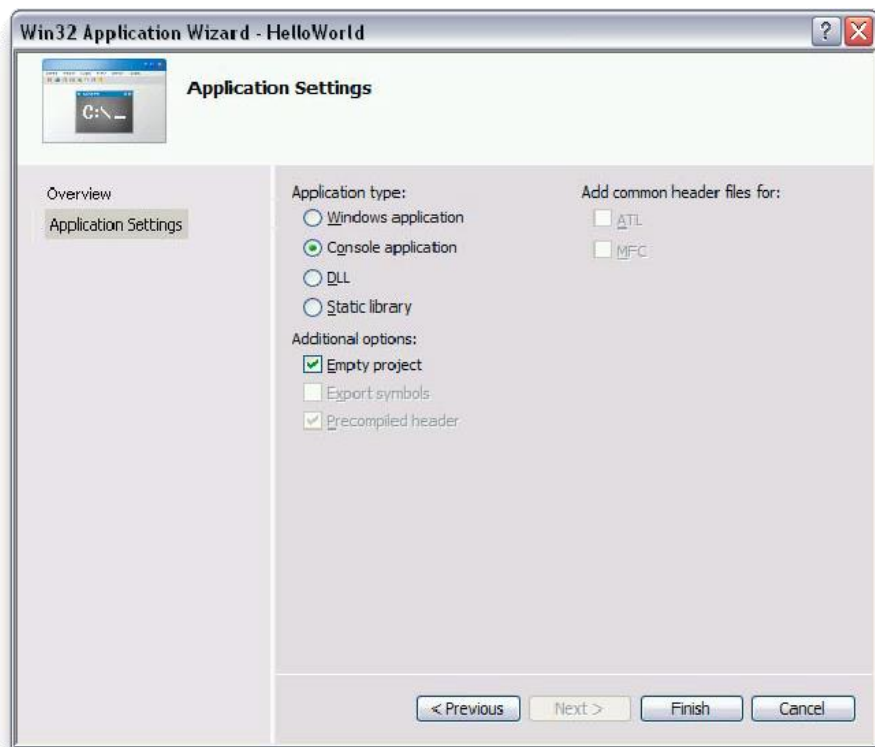 Win32 Application Wizard - HelloWorld
Application Settings
C:\_
Overview
Application Settings
Application type:
Windows application
Console application
DLL
Static library
Additional options:
Empty project
Export symbols
Precompiled header
Add common header files for:
ATL
MFC
< Previous
Next >
Finish
Cancel